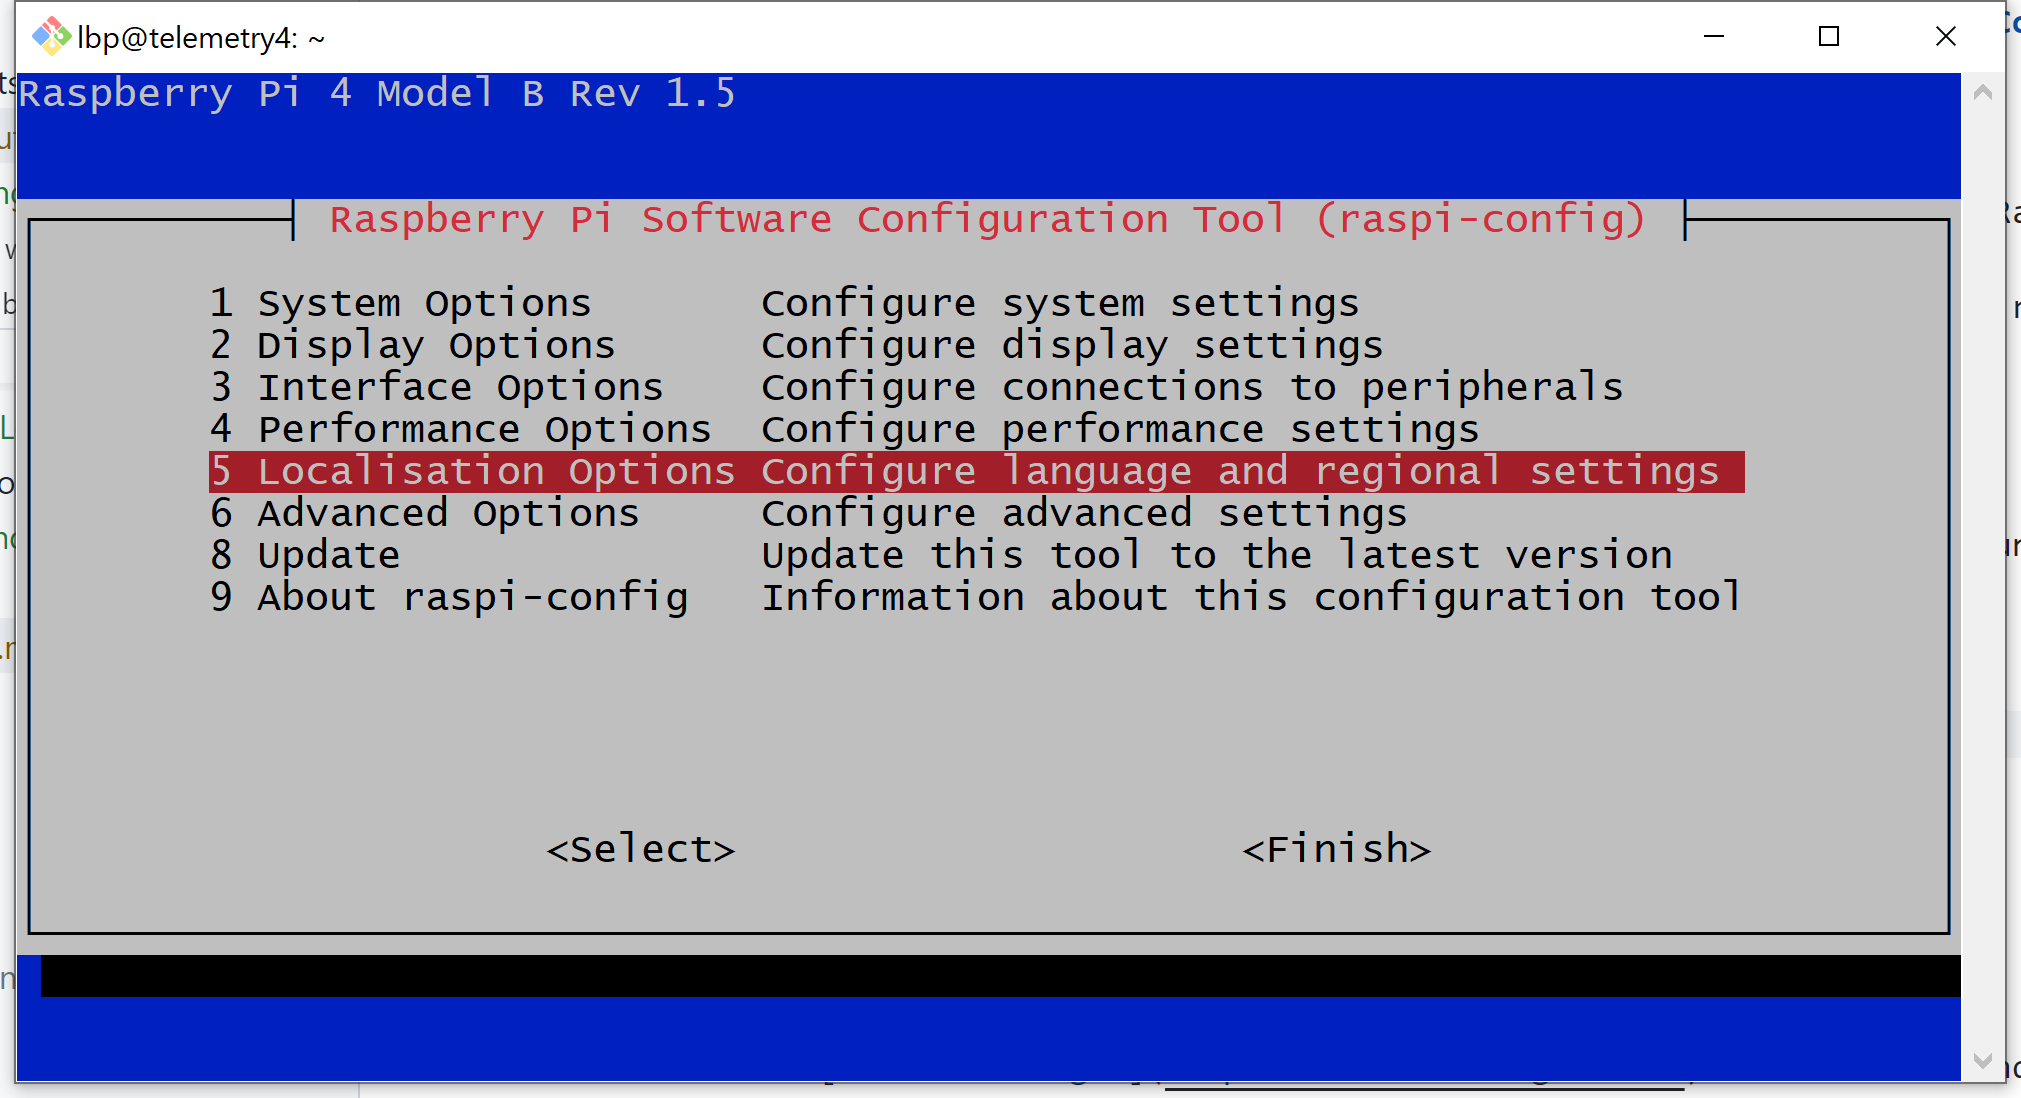 lbp@telemetry4: ~
Raspberry Pi 4 Model B Rev 1.5
Raspberry Pi Software Configuration Tool (raspi-config)
1 System Options Configure system settings
2 Display Options Configure display settings
3 Interface Options Configure connections to peripherals
4 Performance Options Configure performance settings
5 Localisation Options Configure language and regional settings
6 Advanced Options Configure advanced settings
8 Update Update this tool to the latest version
9 About raspi-config Information about this configuration tool
<Select> <Finish>